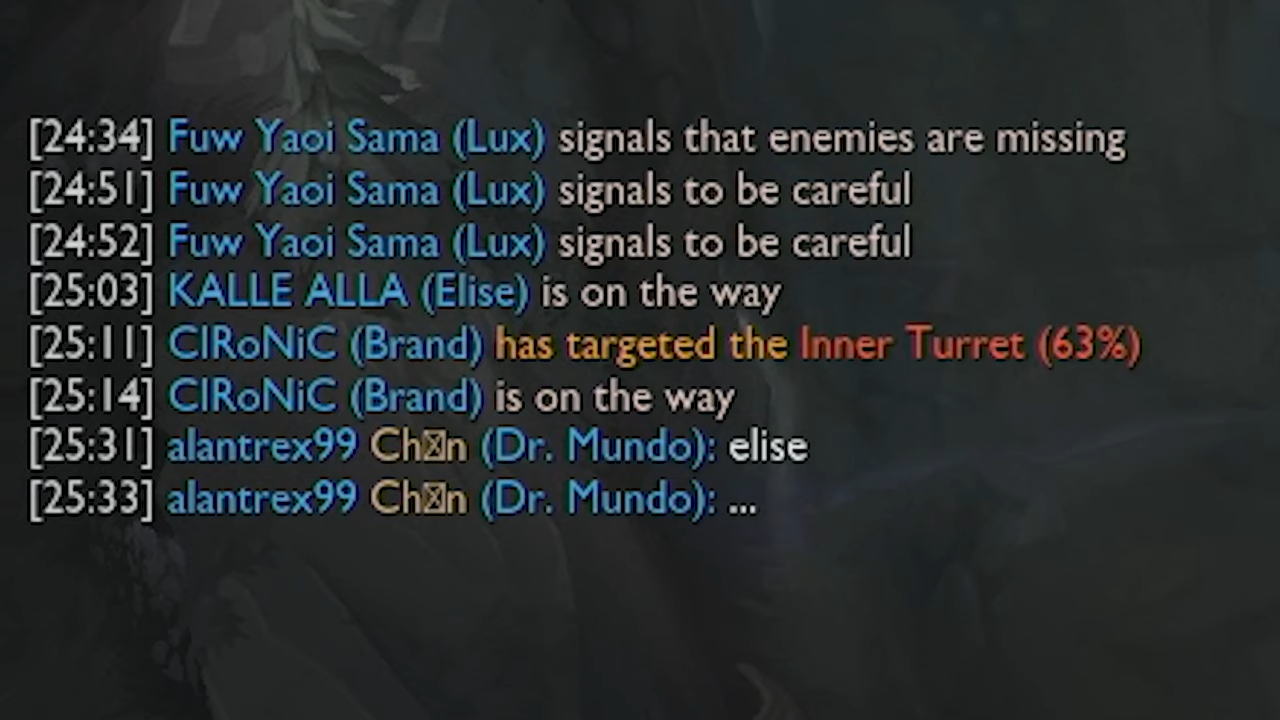 [24:34] Fuw Yaoi Sama (Lux) signals that enemies are missing
[24:51] Fuw Yaoi Sama (Lux) signals to be careful
[24:52] Fuw Yaoi Sama (Lux) signals to be careful
[25:03] KALLE ALLA (Elise) is on the way
[25:11] ClRoNiC (Brand) has targeted the Inner Turret (63%)
[25:14] ClRoNiC (Brand) is on the way
[25:31] alantrex99 (Dr. Mundo): elise
[25:33] alantrex99 (Dr. Mundo): ...